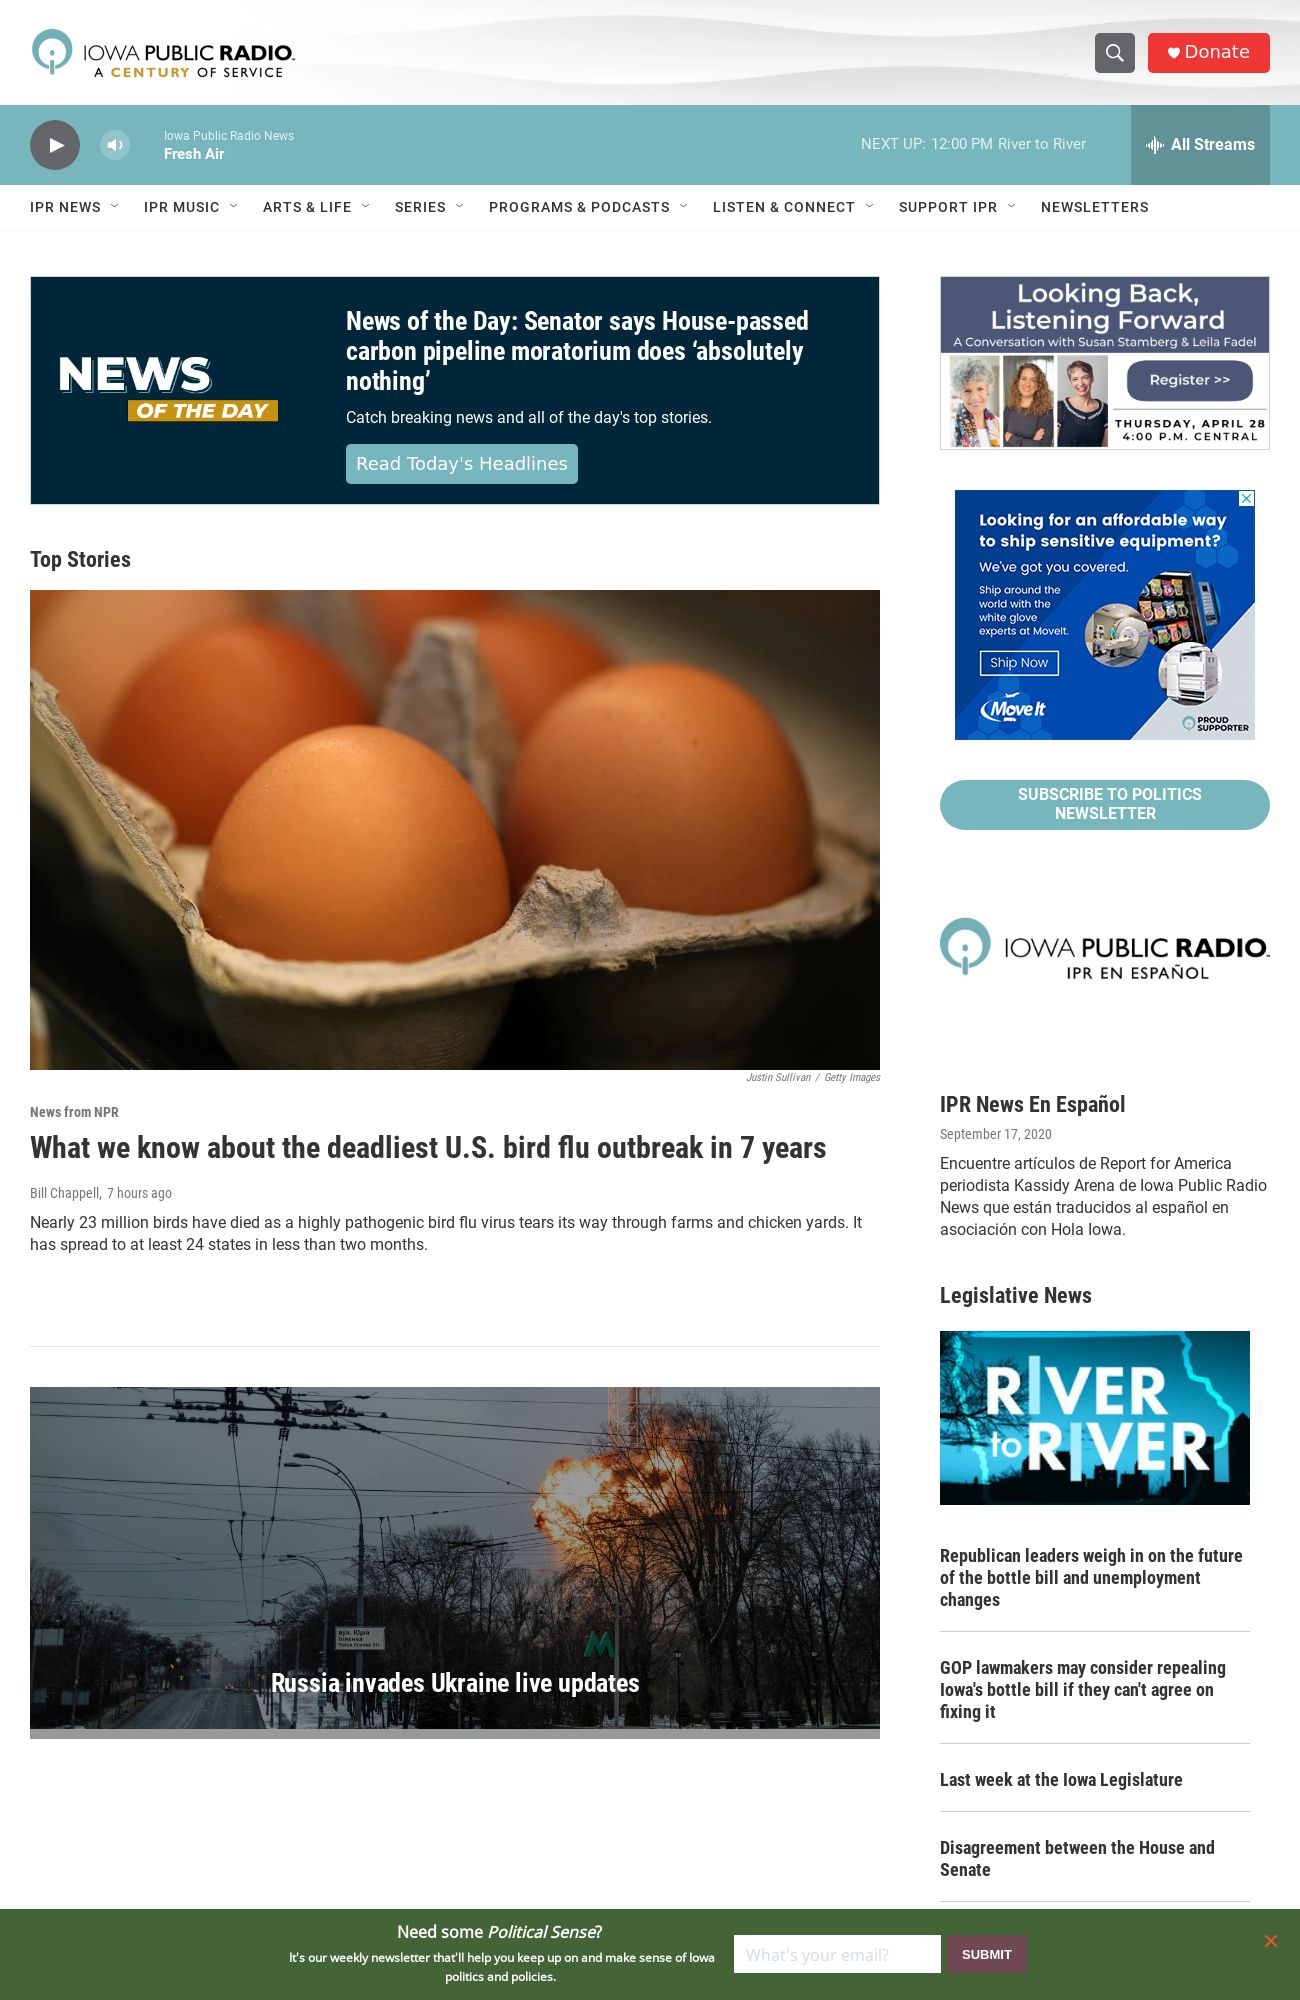 IOWA PUBLIC RADIO™
A CENTURY OF SERVICE
Donate
Iowa Public Radio News
Fresh Air
NEXT UP: 12:00 PM River to River
All Streams
IPR NEWS
IPR MUSIC
ARTS & LIFE
SERIES
PROGRAMS & PODCASTS
LISTEN & CONNECT
SUPPORT IPR
NEWSLETTERS
NEWS
OF THE DAY
News of the Day: Senator says House-passed
carbon pipeline moratorium does ‘absolutely
nothing’
Catch breaking news and all of the day's top stories.
Read Today's Headlines
Top Stories
Justin Sullivan / Getty Images
News from NPR
What we know about the deadliest U.S. bird flu outbreak in 7 years
Bill Chappell, 7 hours ago
Nearly 23 million birds have died as a highly pathogenic bird flu virus tears its way through farms and chicken yards. It
has spread to at least 24 states in less than two months.
Russia invades Ukraine live updates
Looking Back,
Listening Forward
A Conversation with Susan Stamberg & Leila Fadel
Register >>
THURSDAY, APRIL 28
4:00 P.M. CENTRAL
Looking for an affordable way
to ship sensitive equipment?
We've got you covered.
Ship around the
world with the
white glove
experts at MoveIt.
Ship Now
Move It
PROUD
SUPPORTER
SUBSCRIBE TO POLITICS
NEWSLETTER
IOWA PUBLIC RADIO™
IPR EN ESPAÑOL
IPR News En Español
September 17, 2020
Encuentre artículos de Report for America
periodista Kassidy Arena de Iowa Public Radio
News que están traducidos al español en
asociación con Hola Iowa.
Legislative News
RIVER
to RIVER
Republican leaders weigh in on the future
of the bottle bill and unemployment
changes
GOP lawmakers may consider repealing
Iowa's bottle bill if they can't agree on
fixing it
Last week at the Iowa Legislature
Disagreement between the House and
Senate
Need some Political Sense?
It's our weekly newsletter that'll help you keep up on and make sense of Iowa
politics and policies.
What's your email?
SUBMIT